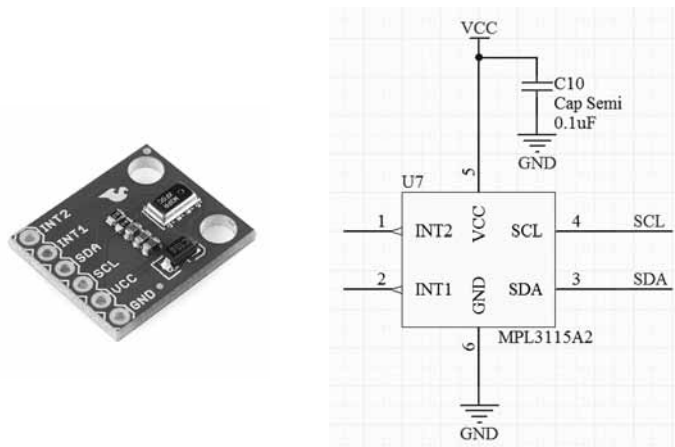 INT2
INT1
SDA
SCL
VCC
GND
VCC
C10
Cap Semi
0.1uF
GND
5
U7
1 INT2 VCC SCL 4 SCL
2 INT1 GND SDA 3 SDA
6
MPL3115A2
GND